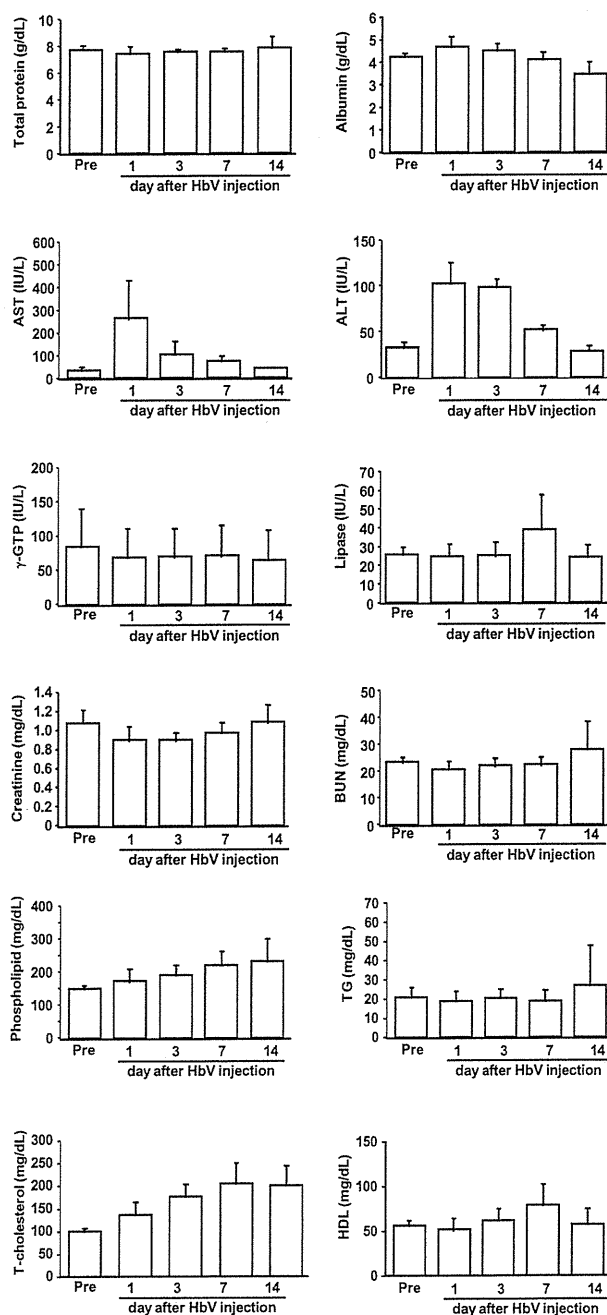 Total protein (g/dL)
10
8
6
4
2
0
Pre 1 3 7 14
day after HbV injection
Albumin (g/dL)
6
5
4
3
2
1
0
Pre 1 3 7 14
day after HbV injection
AST (IU/L)
600
500
400
300
200
100
0
Pre 1 3 7 14
day after HbV injection
ALT (IU/L)
150
100
50
0
Pre 1 3 7 14
day after HbV injection
γ-GTP (IU/L)
200
150
100
50
0
Pre 1 3 7 14
day after HbV injection
Lipase (IU/L)
70
60
50
40
30
20
10
0
Pre 1 3 7 14
day after HbV injection
Creatinine (mg/dL)
1.4
1.2
1.0
0.8
0.6
0.4
0.2
0
Pre 1 3 7 14
day after HbV injection
BUN (mg/dL)
50
40
30
20
10
0
Pre 1 3 7 14
day after HbV injection
Phospholipid (mg/dL)
400
300
200
100
0
Pre 1 3 7 14
day after HbV injection
TG (mg/dL)
70
60
50
40
30
20
10
0
Pre 1 3 7 14
day after HbV injection
T-cholesterol (mg/dL)
300
250
200
150
100
50
0
Pre 1 3 7 14
day after HbV injection
HDL (mg/dL)
150
100
50
0
Pre 1 3 7 14
day after HbV injection